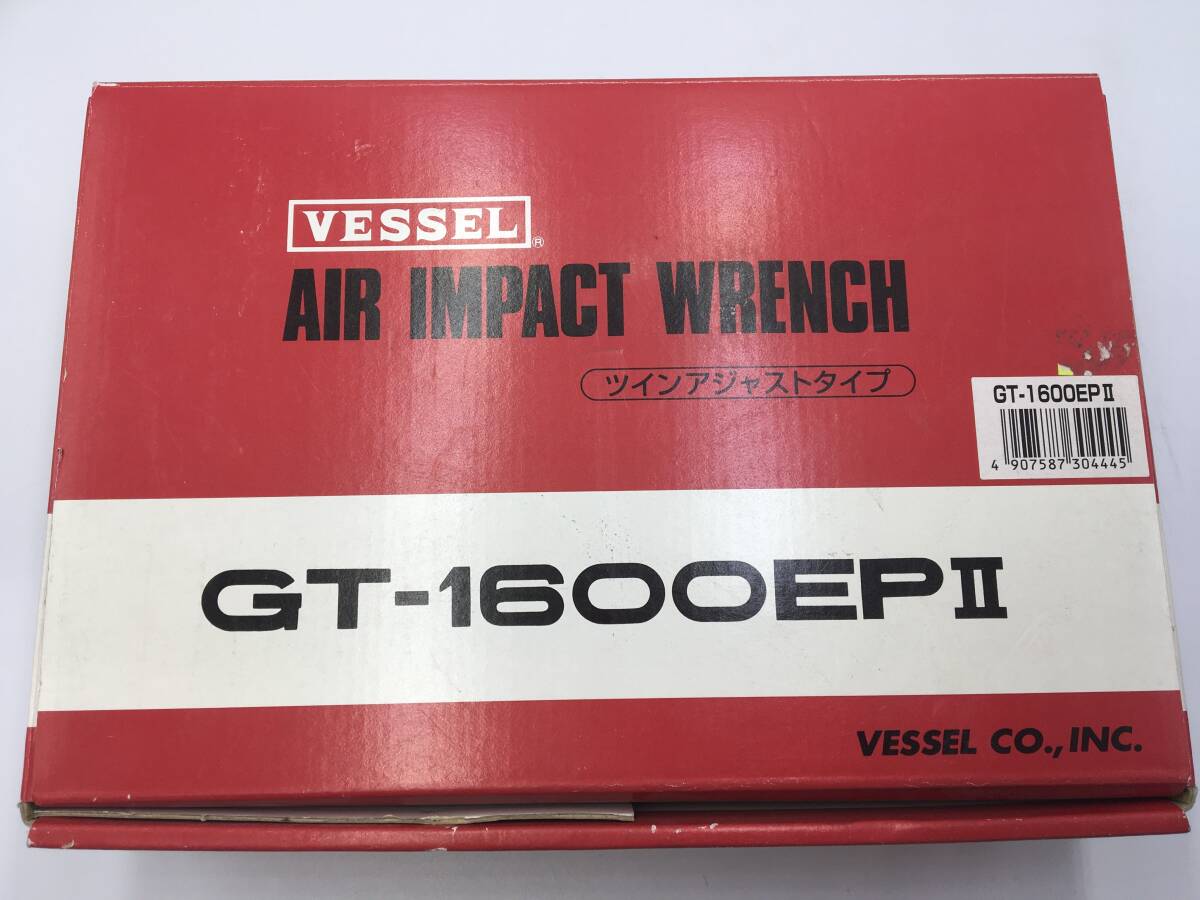 VESSEL®
AIR IMPACT WRENCH
ツインアジャストタイプ
GT-1600EPⅡ
4 907587 304445
GT-1600EPⅡ
VESSEL CO., INC.